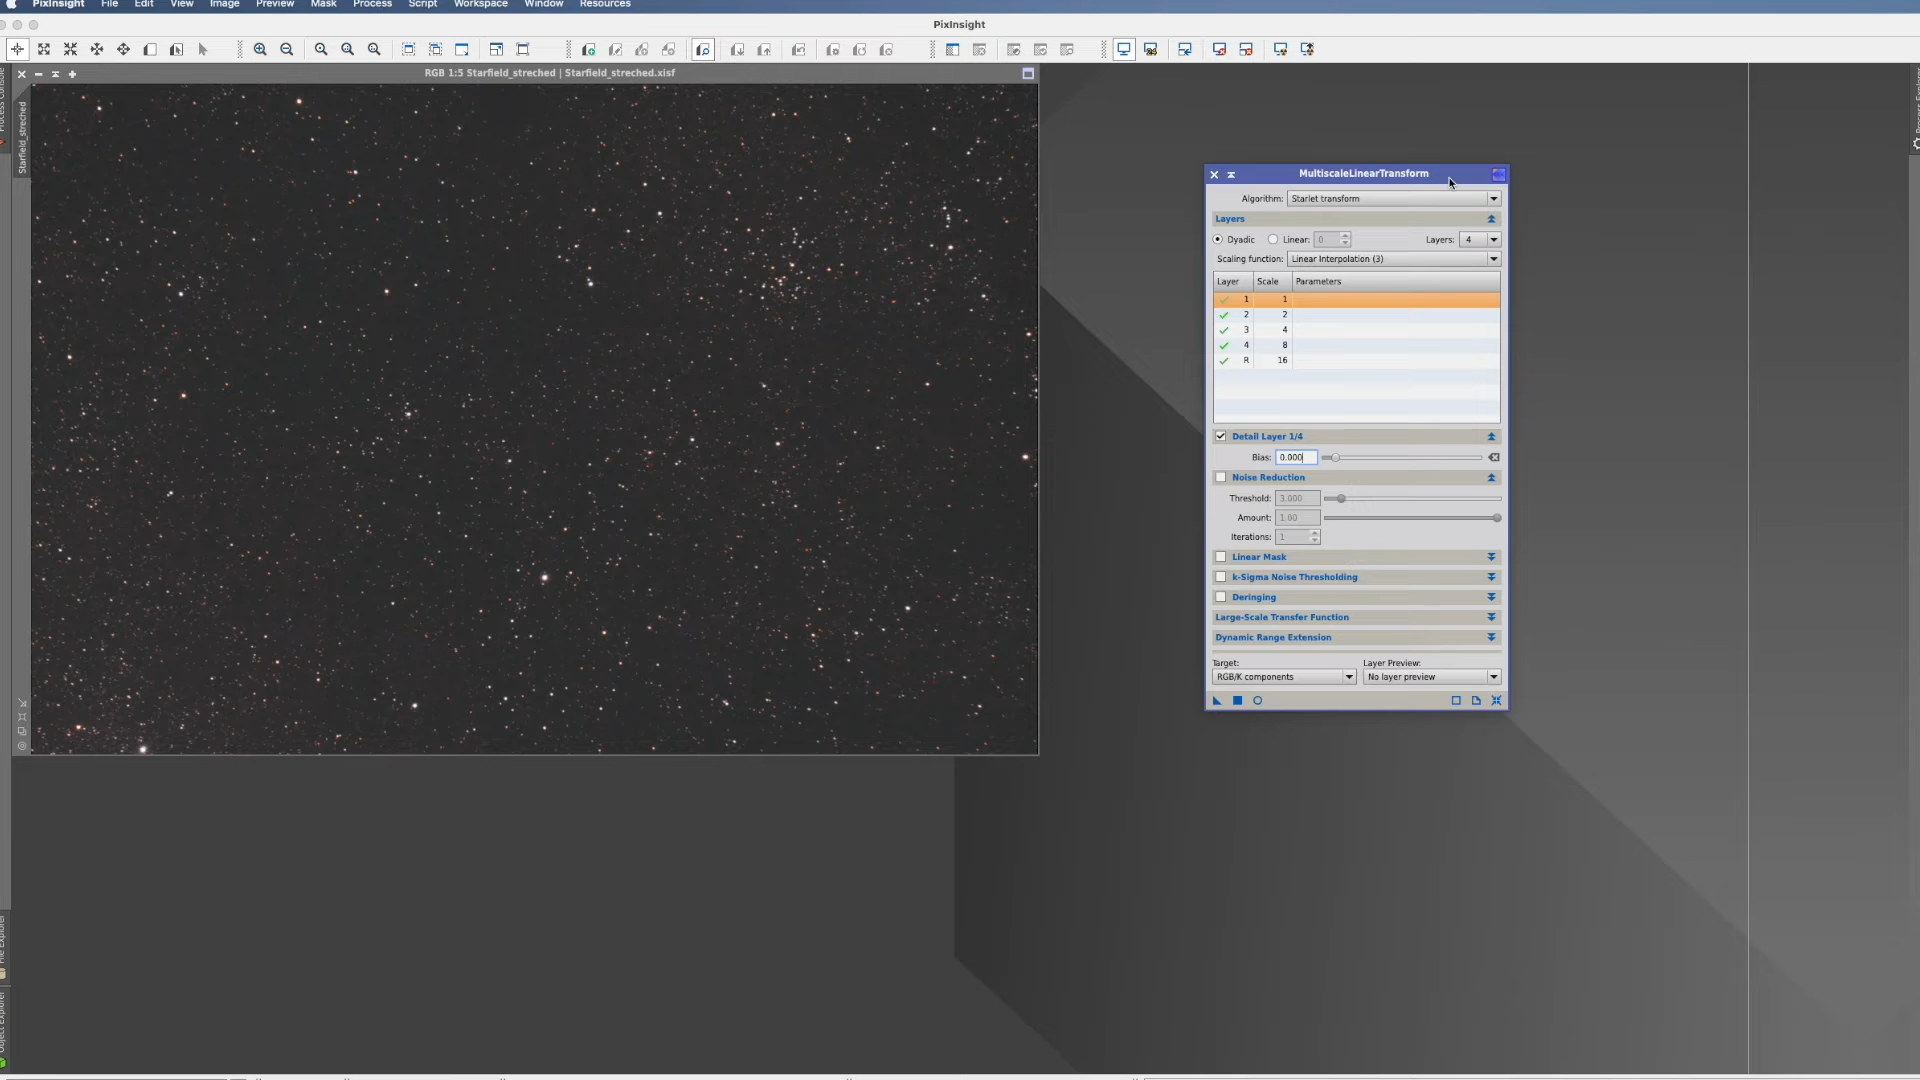 PixInsight File Edit View Image Preview Mask Process Script Workspace Window Resources
PixInsight
RGB 1:5 Starfield_streched | Starfield_streched.xisf
Starfield_streched
MultiscaleLinearTransform
Algorithm: Starlet transform
Layers
Dyadic Linear: 0 Layers: 4
Scaling function: Linear Interpolation (3)
Layer Scale Parameters
1 1
2 2
3 4
4 8
R 16
Detail Layer 1/4
Bias: 0.000
Noise Reduction
Threshold: 3.000
Amount: 1.00
Iterations: 1
Linear Mask
k-Sigma Noise Thresholding
Deringing
Large-Scale Transfer Function
Dynamic Range Extension
Target: Layer Preview:
RGB/K components No layer preview